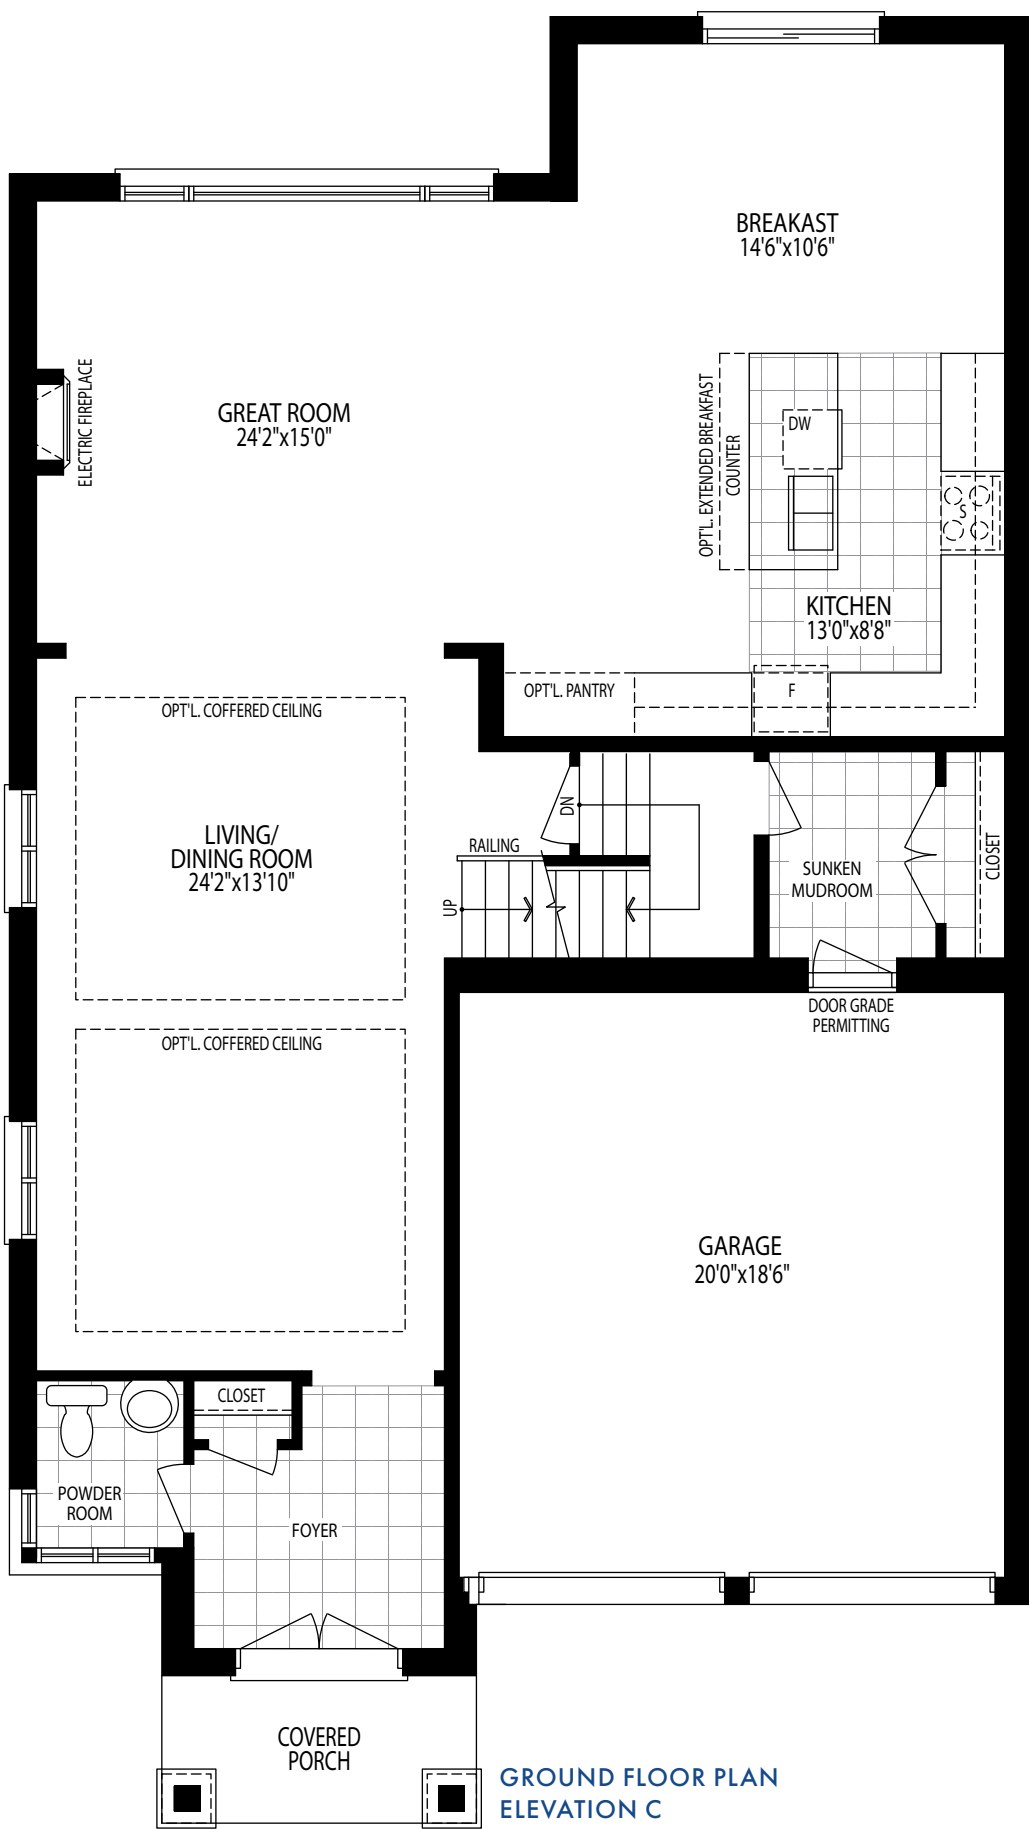 BREAKAST
14'6"x10'6"
ELECTRIC FIREPLACE
GREAT ROOM
24'2"x15'0"
OPT'L. EXTENDED BREAKFAST
COUNTER
DW
S
KITCHEN
13'0"x8'8"
OPT'L. PANTRY
F
OPT'L. COFFERED CEILING
LIVING/
DINING ROOM
24'2"x13'10"
DN
RAILING
UP
SUNKEN
MUDROOM
CLOSET
DOOR GRADE
PERMITTING
OPT'L. COFFERED CEILING
GARAGE
20'0"x18'6"
CLOSET
POWDER
ROOM
FOYER
COVERED
PORCH
GROUND FLOOR PLAN
ELEVATION C